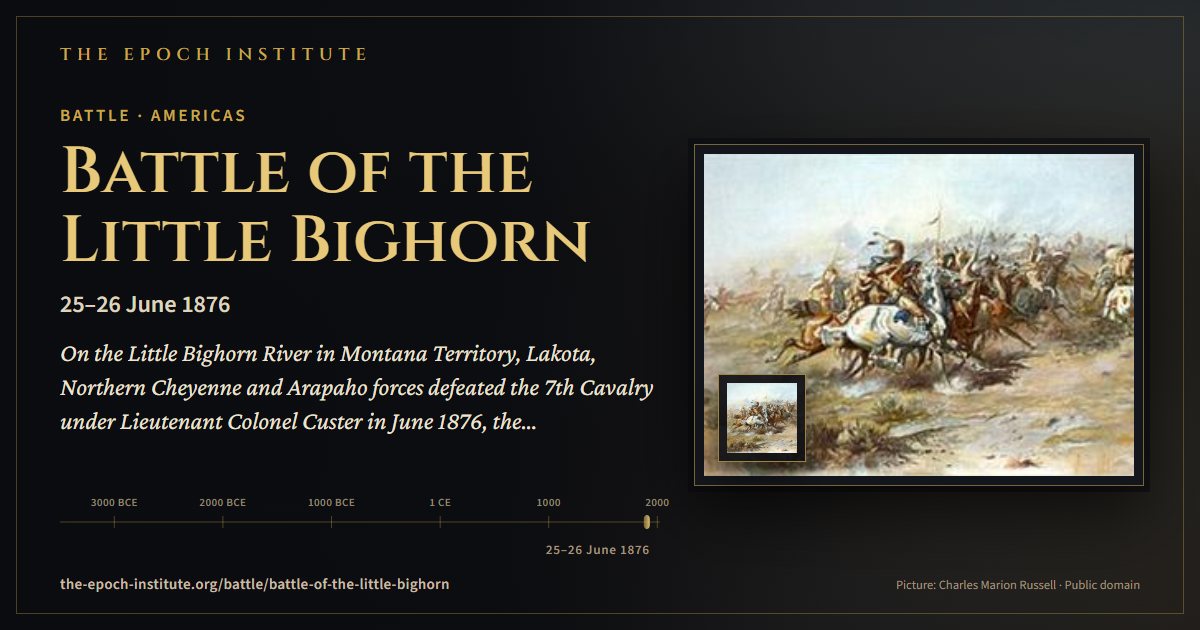 THE EPOCH INSTITUTE
BATTLE · AMERICAS
BATTLE OF THE
LITTLE BIGHORN
25–26 June 1876
On the Little Bighorn River in Montana Territory, Lakota,
Northern Cheyenne and Arapaho forces defeated the 7th Cavalry
under Lieutenant Colonel Custer in June 1876, the...
3000 BCE 2000 BCE 1000 BCE 1 CE 1000 2000
25–26 June 1876
the-epoch-institute.org/battle/battle-of-the-little-bighorn
Picture: Charles Marion Russell · Public domain